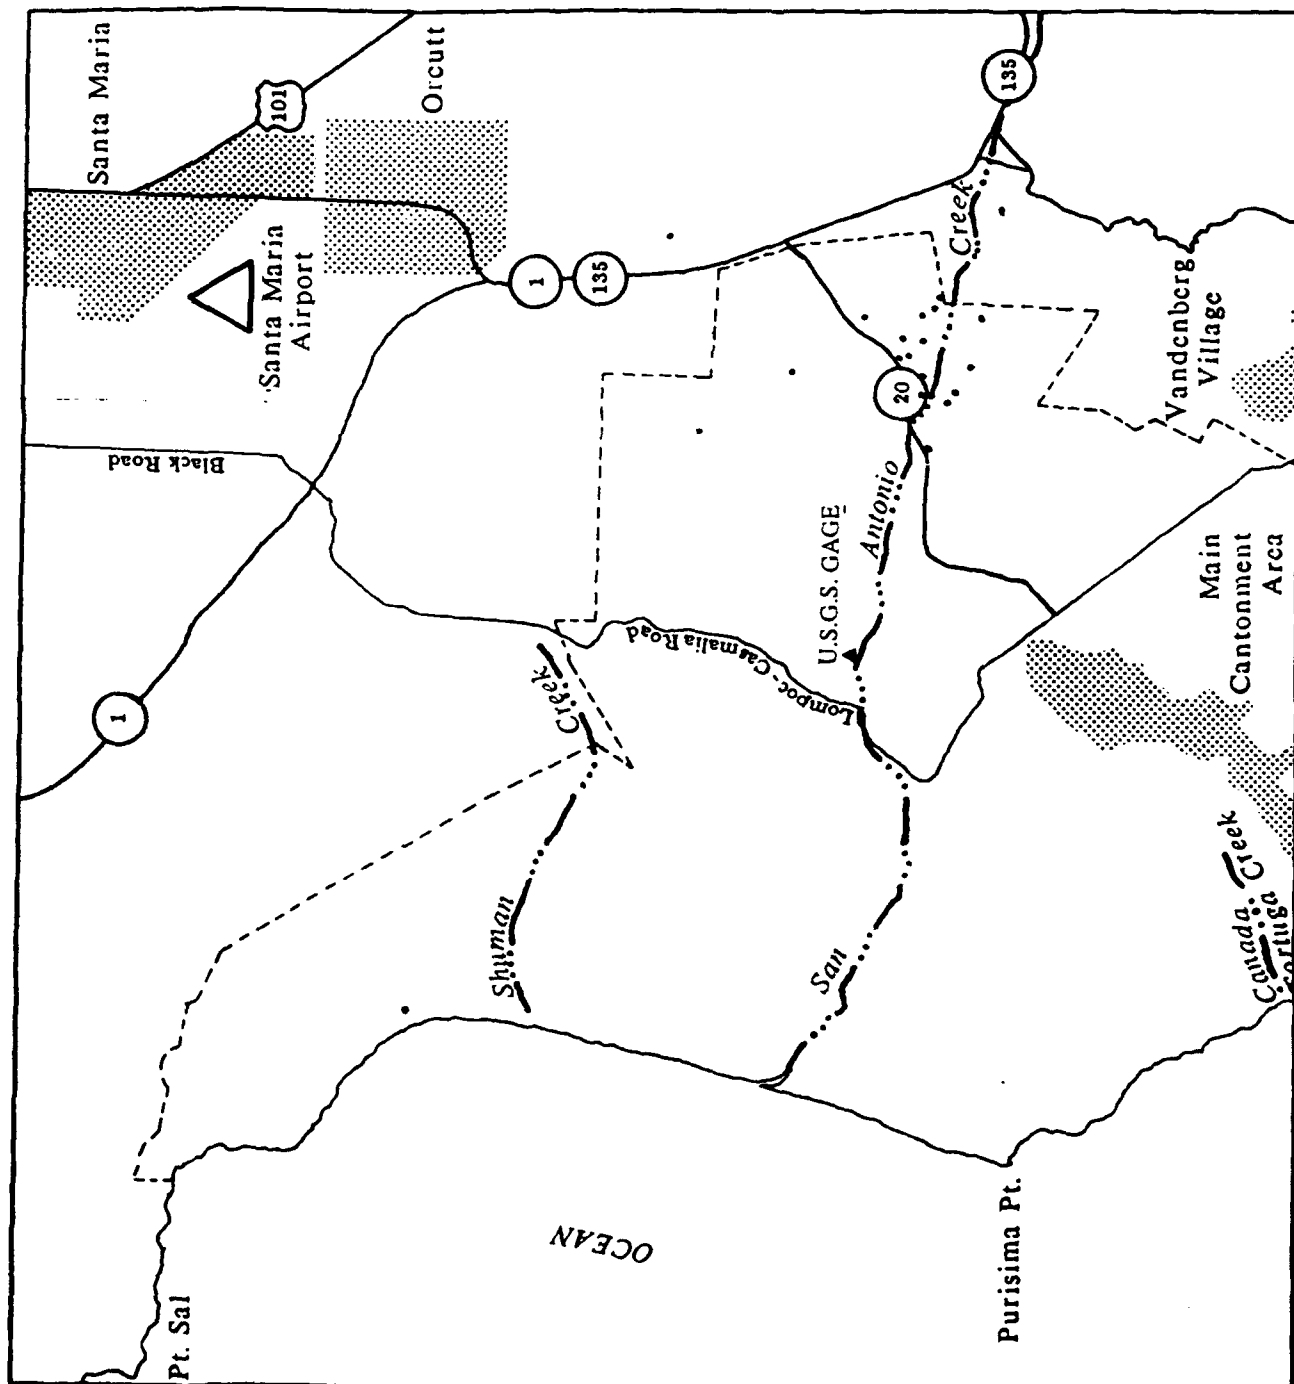 Santa Maria
101
Orcutt
135
Santa Maria
Airport
1
135
Black Road
1
20
Creek
Vandenberg
Village
Antonio
U.S.G.S. GAGE
Main
Cantonment
Area
Lompoc-Casmalia Road
Creek
Shuman
San
Canada Creek
OCEAN
Pt. Sal
Purisima Pt.